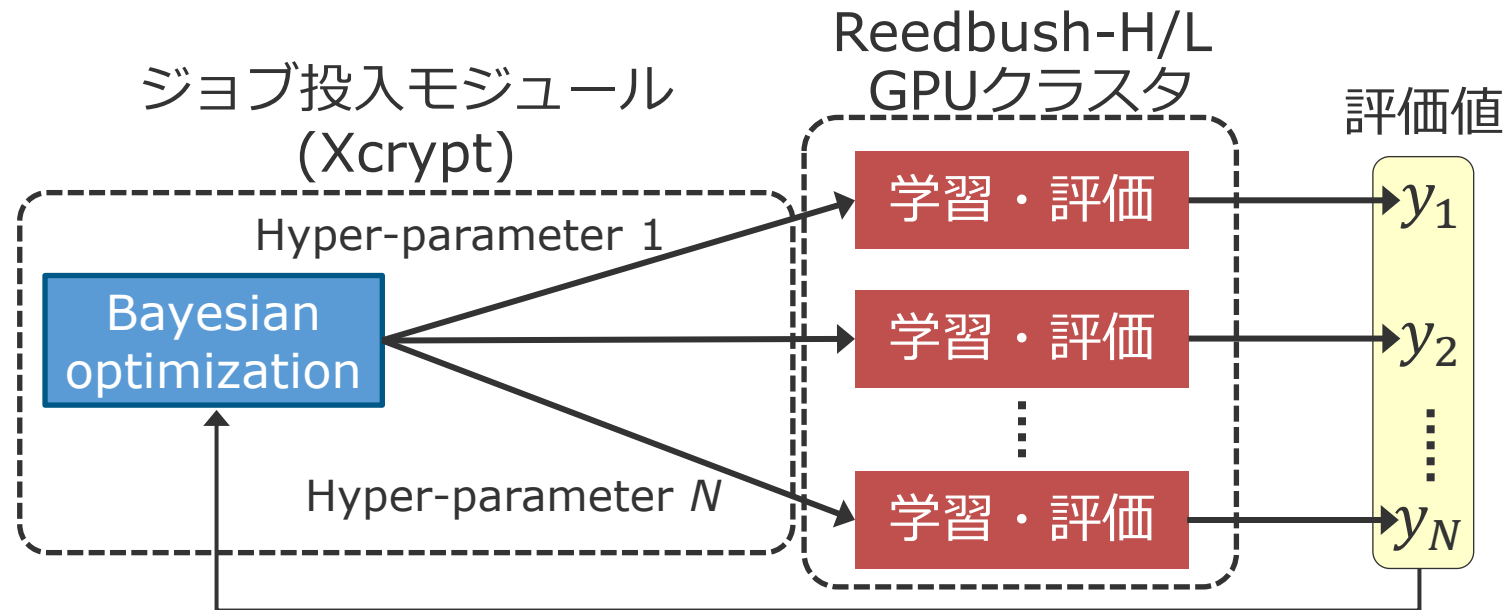 ジョブ投入モジュール
(Xcrypt)
Reedbush-H/L
GPUクラスタ
評価値
Hyper-parameter 1
Bayesian
optimization
Hyper-parameter N
学習・評価
学習・評価
学習・評価
y₁
y₂
y_N